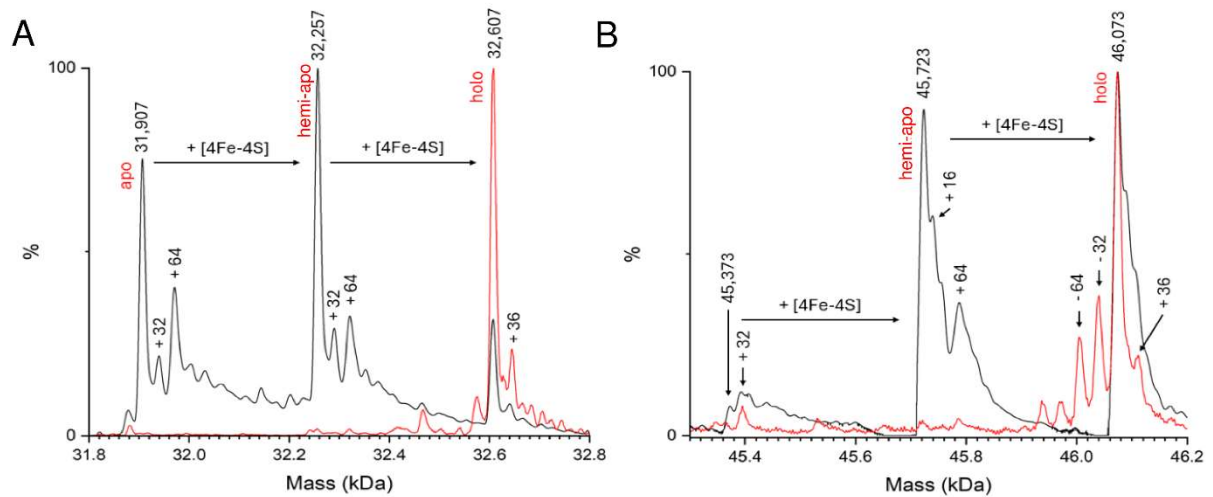 A
100
%
0
apo
31,907
+ 32
+ 64
+ [4Fe-4S]
hemi-apo
32,257
+ 32
+ 64
+ [4Fe-4S]
holo
32,607
+ 36
31.8
32.0
32.2
32.4
32.6
32.8
Mass (kDa)
B
100
%
0
45,373
+ 32
+ [4Fe-4S]
hemi-apo
45,723
+ 16
+ 64
+ [4Fe-4S]
- 64
- 32
holo
46,073
+ 36
45.4
45.6
45.8
46.0
46.2
Mass (kDa)